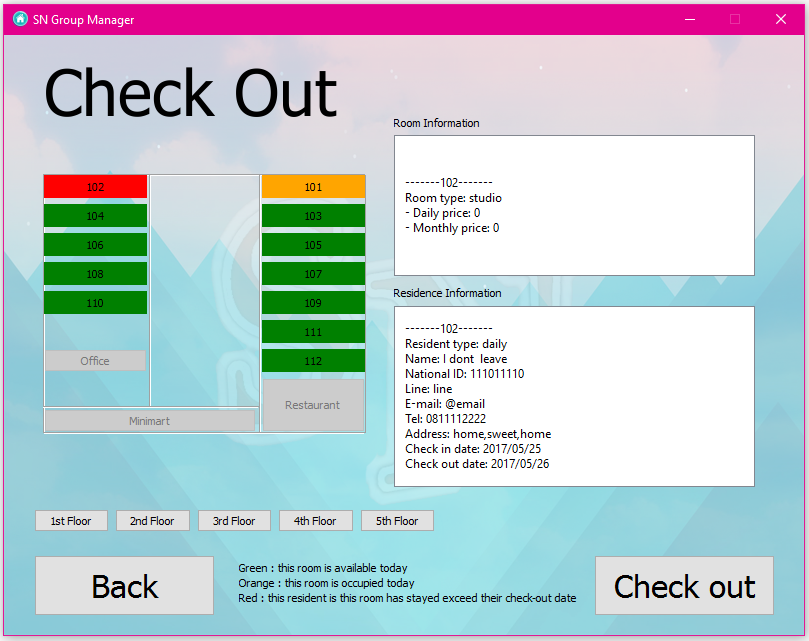 SN Group Manager
Check Out
102
101
104
103
106
105
108
107
110
109
111
112
Office
Restaurant
Minimart
Room Information
-------102-------
Room type: studio
- Daily price: 0
- Monthly price: 0
Residence Information
-------102-------
Resident type: daily
Name: I dont  leave
National ID: 111011110
Line: line
E-mail: @email
Tel: 0811112222
Address: home,sweet,home
Check in date: 2017/05/25
Check out date: 2017/05/26
1st Floor
2nd Floor
3rd Floor
4th Floor
5th Floor
Back
Green : this room is available today
Orange : this room is occupied today
Red : this resident is this room has stayed exceed their check-out date
Check out